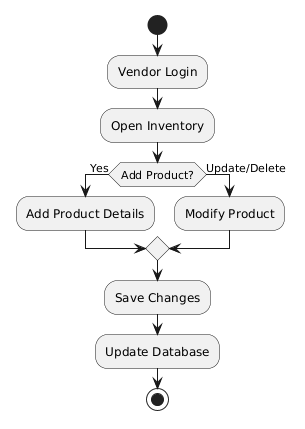 Vendor Login
Open Inventory
Add Product?
Yes
Update/Delete
Add Product Details
Modify Product
Save Changes
Update Database